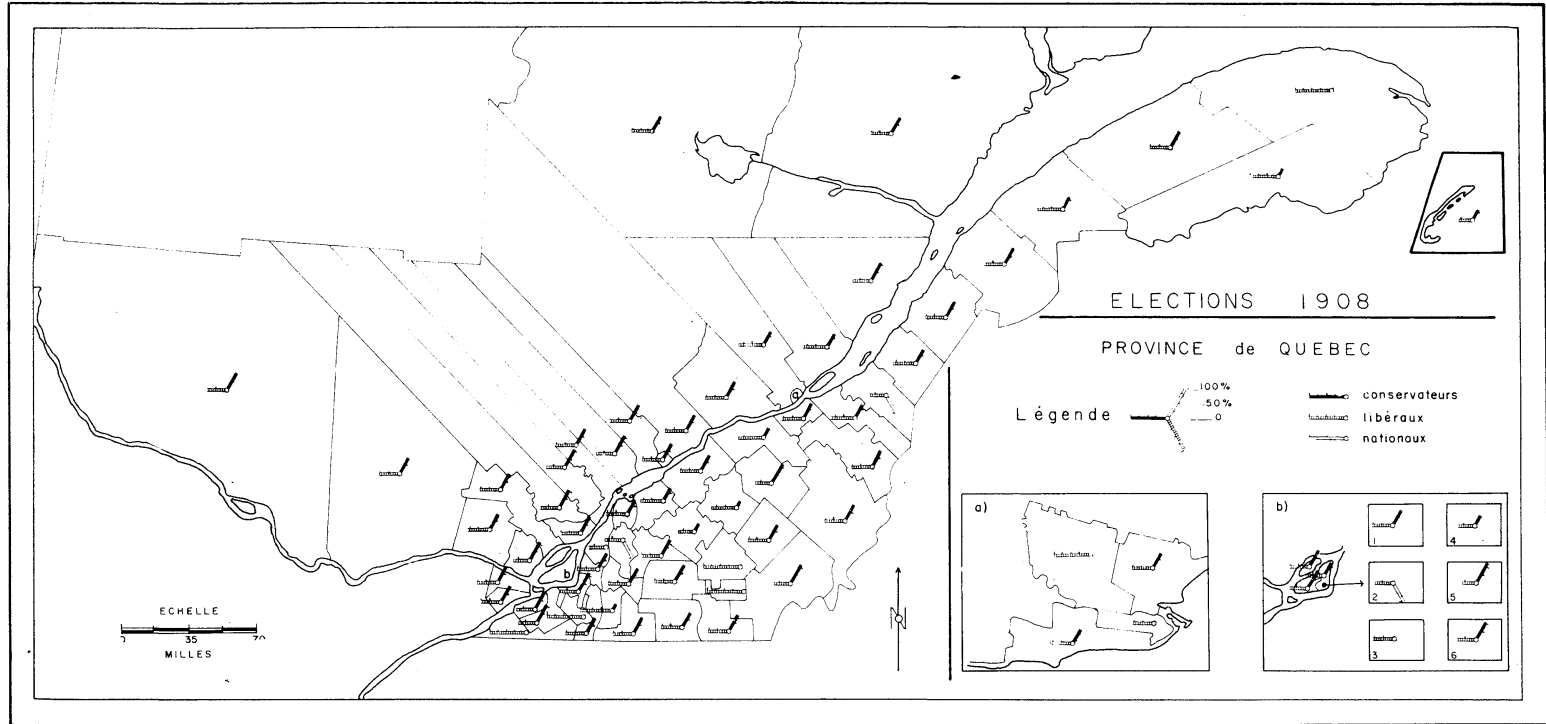 ELECTIONS 1908
PROVINCE de QUEBEC
Légende
100%
50%
0
conservateurs
libéraux
nationaux
a
b
ECHELLE
0 35 70
MILLES
N
a)
b)
1
4
2
5
3
6